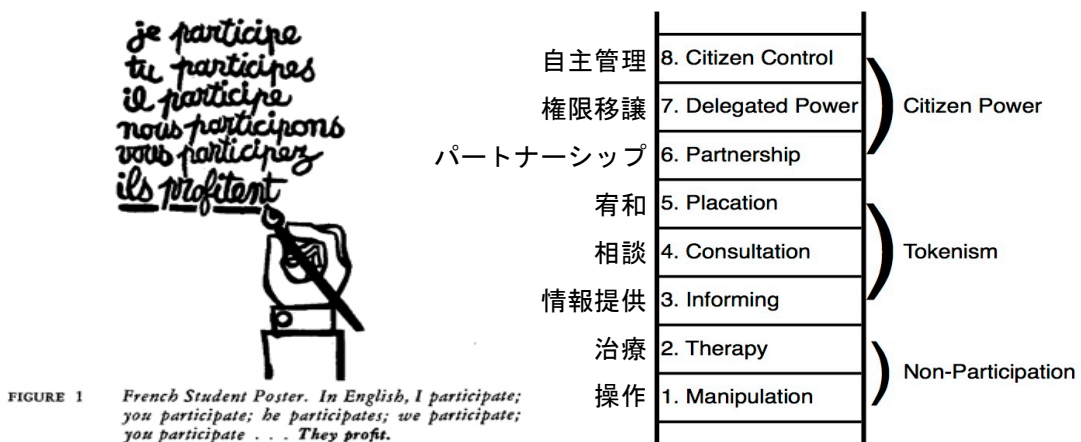 je participe
tu participes
il participe
nous participons
vous participez
ils profitent
FIGURE 1 French Student Poster. In English, I participate;
you participate; he participates; we participate;
you participate . . . They profit.
自主管理 8. Citizen Control
権限移譲 7. Delegated Power
パートナーシップ 6. Partnership
Citizen Power
宥和 5. Placation
相談 4. Consultation
情報提供 3. Informing
Tokenism
治療 2. Therapy
操作 1. Manipulation
Non-Participation